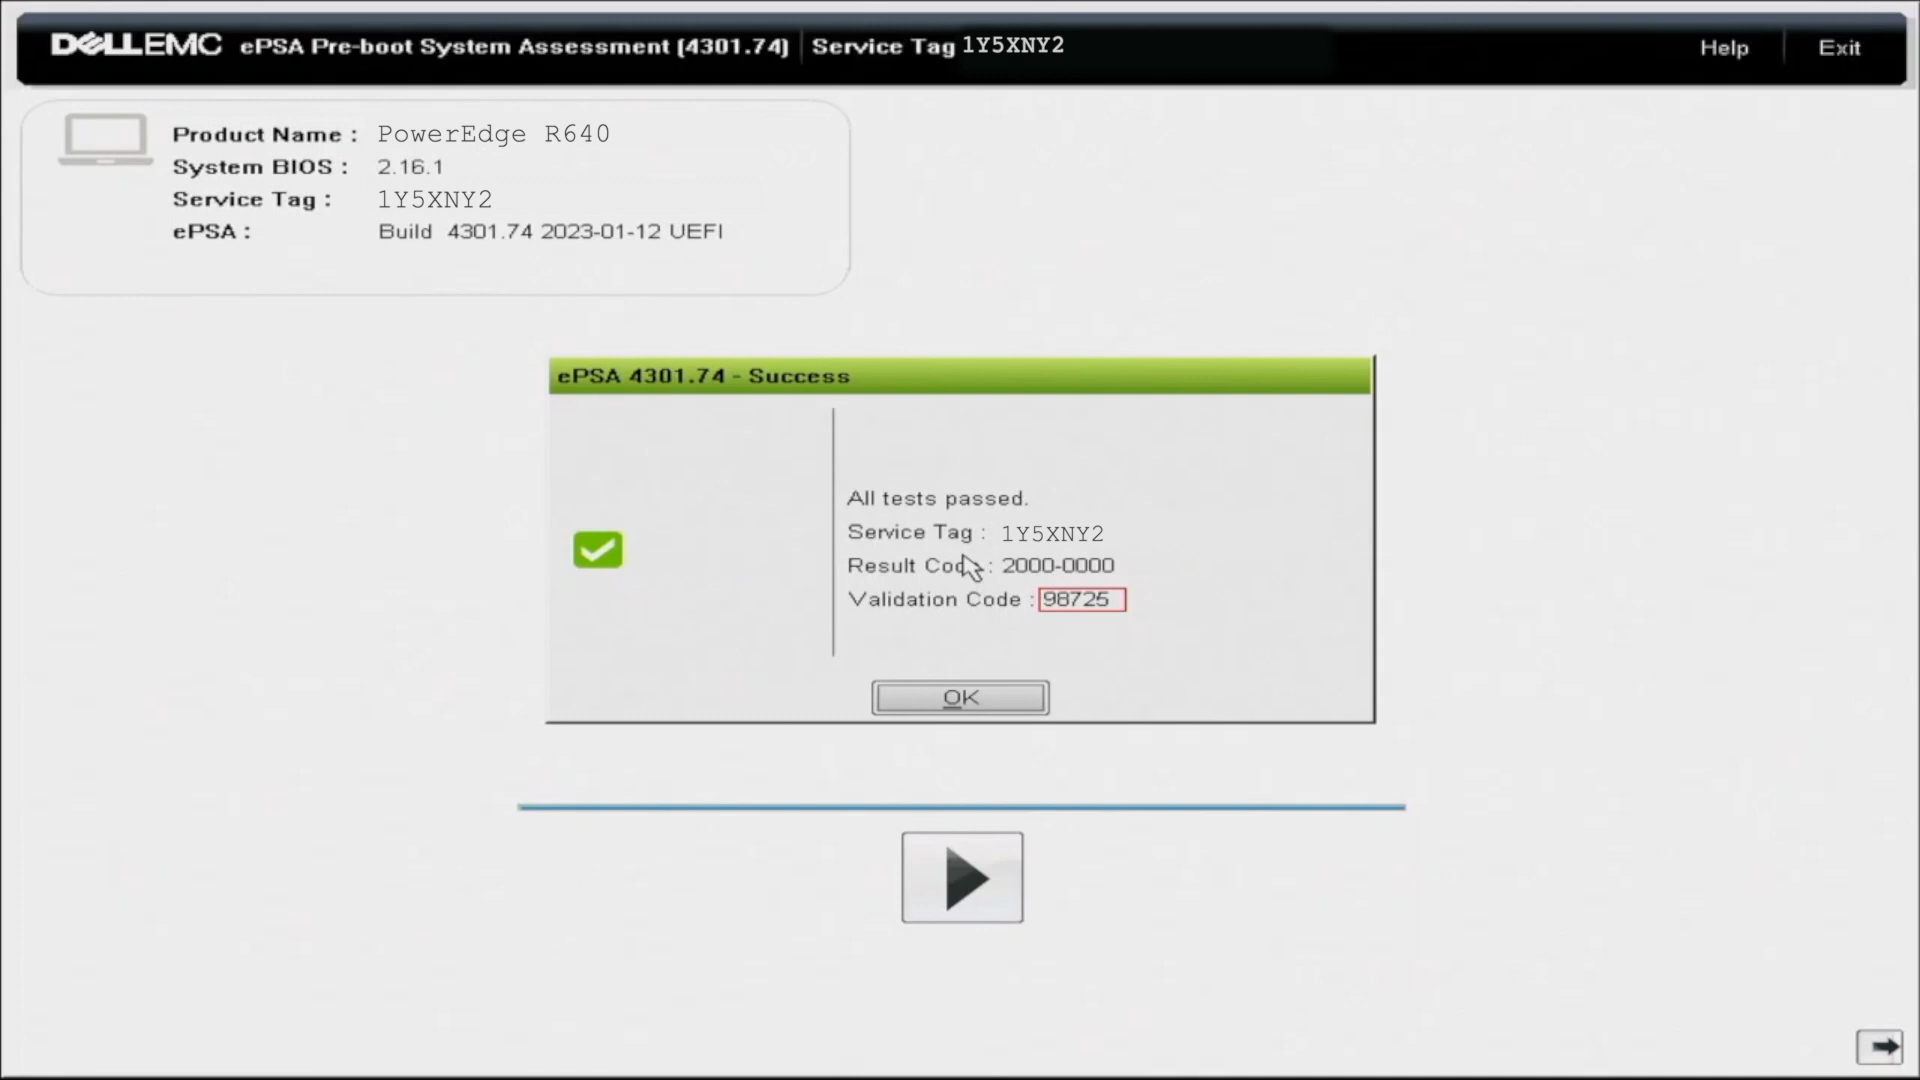 DELLEMC ePSA Pre-boot System Assessment (4301.74) Service Tag 1Y5XNY2 Help Exit
Product Name : PowerEdge R640
System BIOS : 2.16.1
Service Tag : 1Y5XNY2
ePSA : Build 4301.74 2023-01-12 UEFI
ePSA 4301.74 - Success
All tests passed.
Service Tag : 1Y5XNY2
Result Code : 2000-0000
Validation Code : 98725
OK